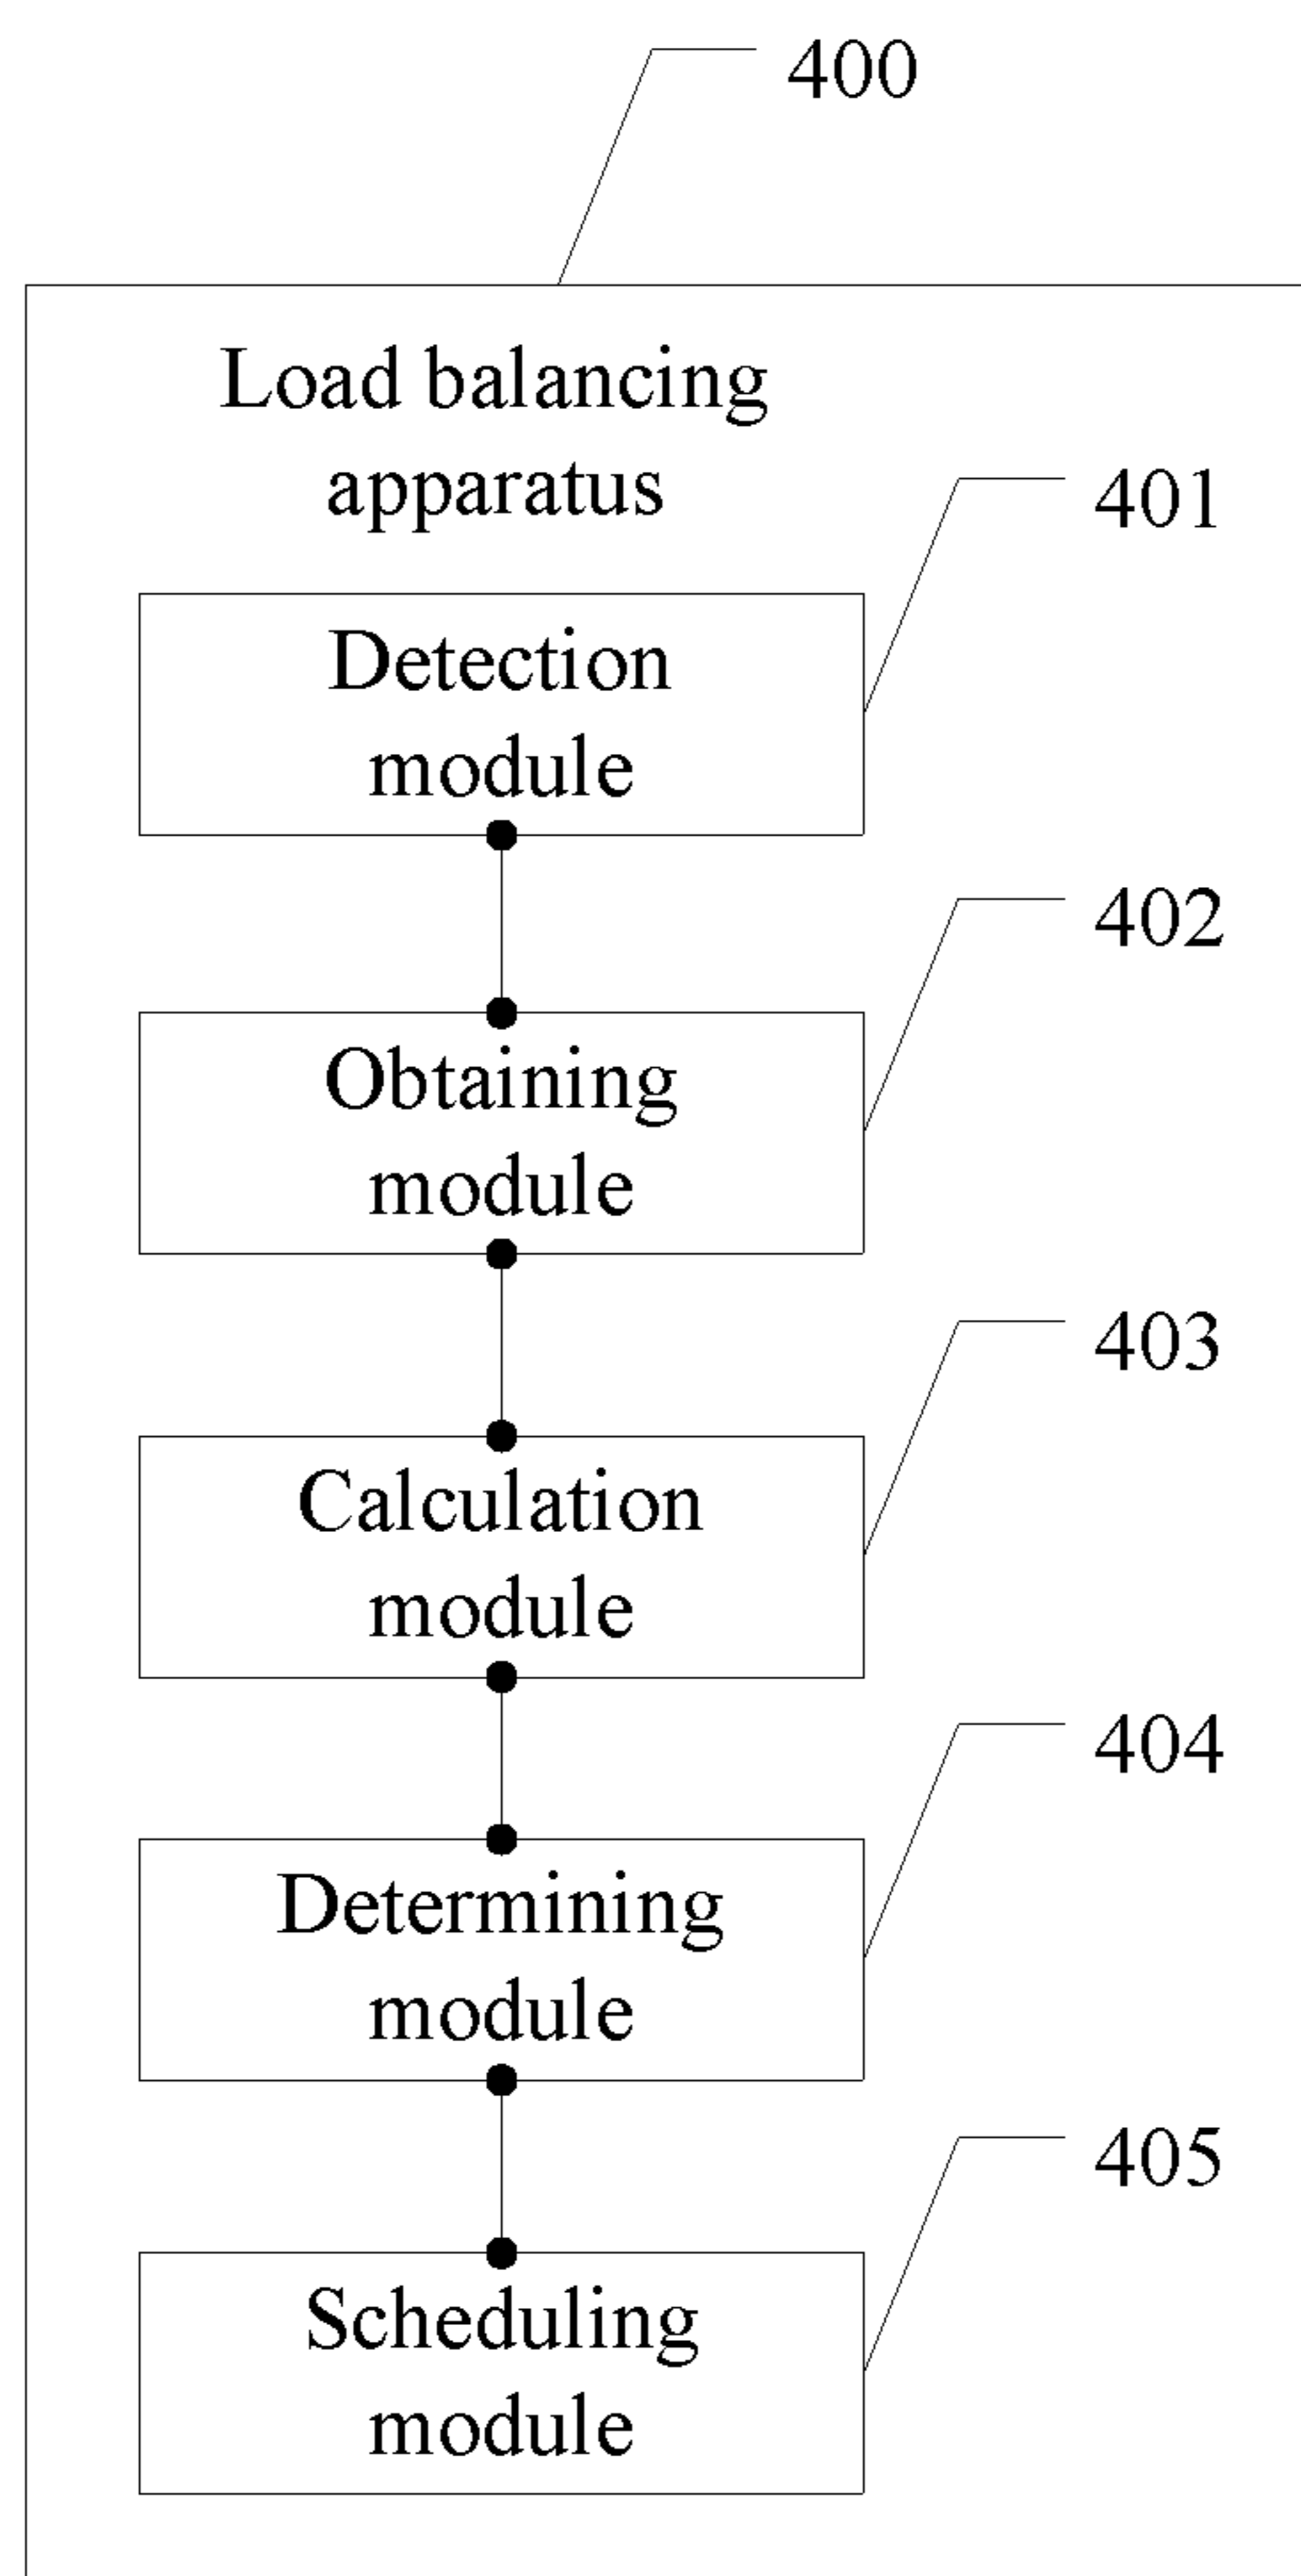 400
Load balancing
apparatus
401
Detection
module
402
Obtaining
module
403
Calculation
module
404
Determining
module
405
Scheduling
module